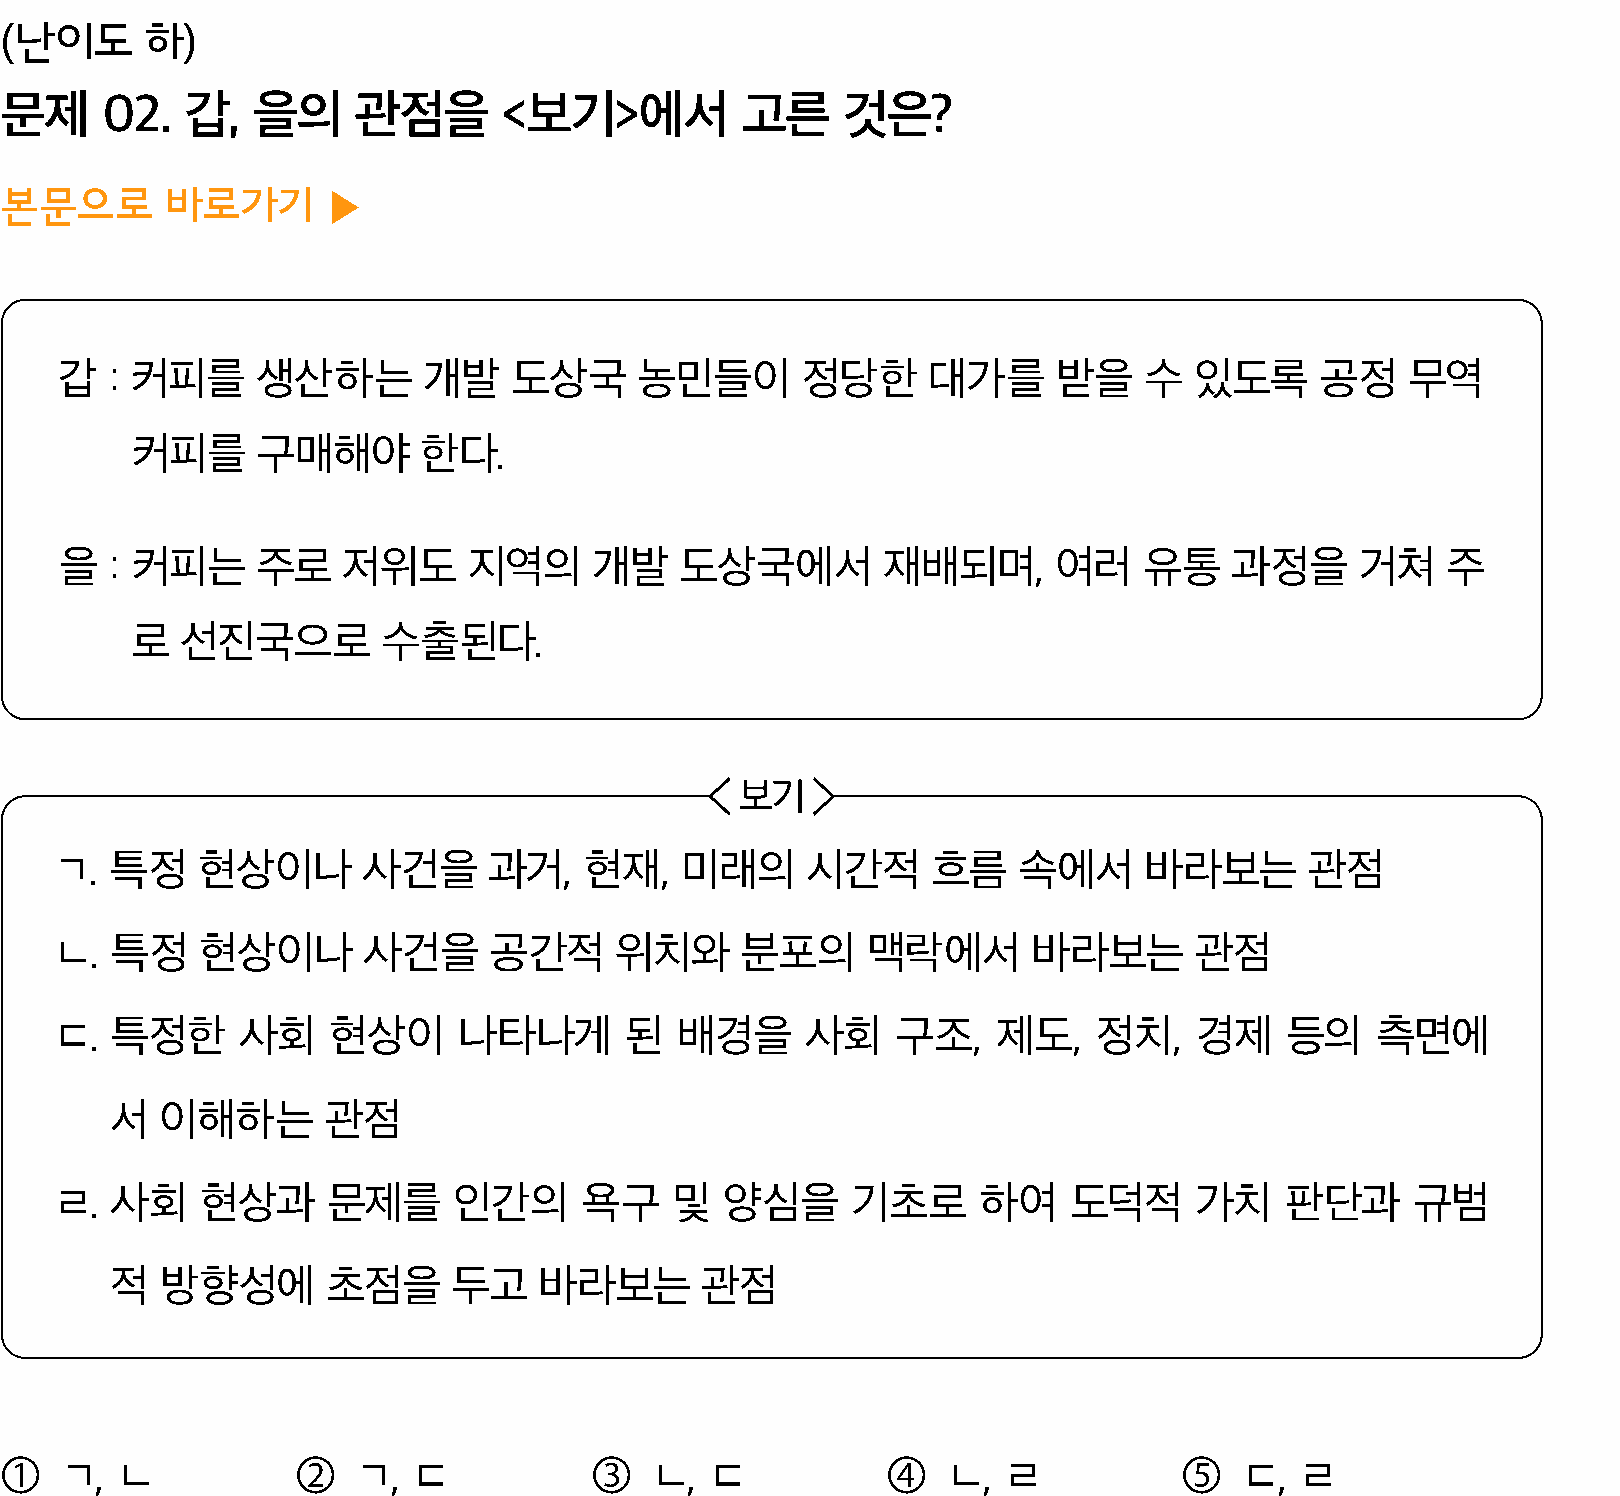 (난이도 하)
문제 02. 갑, 을의 관점을 <보기>에서 고른 것은?
본문으로 바로가기 ▶
갑 : 커피를 생산하는 개발 도상국 농민들이 정당한 대가를 받을 수 있도록 공정 무역
커피를 구매해야 한다.
을 : 커피는 주로 저위도 지역의 개발 도상국에서 재배되며, 여러 유통 과정을 거쳐 주
로 선진국으로 수출된다.
<보기>
ㄱ. 특정 현상이나 사건을 과거, 현재, 미래의 시간적 흐름 속에서 바라보는 관점
ㄴ. 특정 현상이나 사건을 공간적 위치와 분포의 맥락에서 바라보는 관점
ㄷ. 특정한 사회 현상이 나타나게 된 배경을 사회 구조, 제도, 정치, 경제 등의 측면에
서 이해하는 관점
ㄹ. 사회 현상과 문제를 인간의 욕구 및 양심을 기초로 하여 도덕적 가치 판단과 규범
적 방향성에 초점을 두고 바라보는 관점
① ㄱ, ㄴ ② ㄱ, ㄷ ③ ㄴ, ㄷ ④ ㄴ, ㄹ ⑤ ㄷ, ㄹ